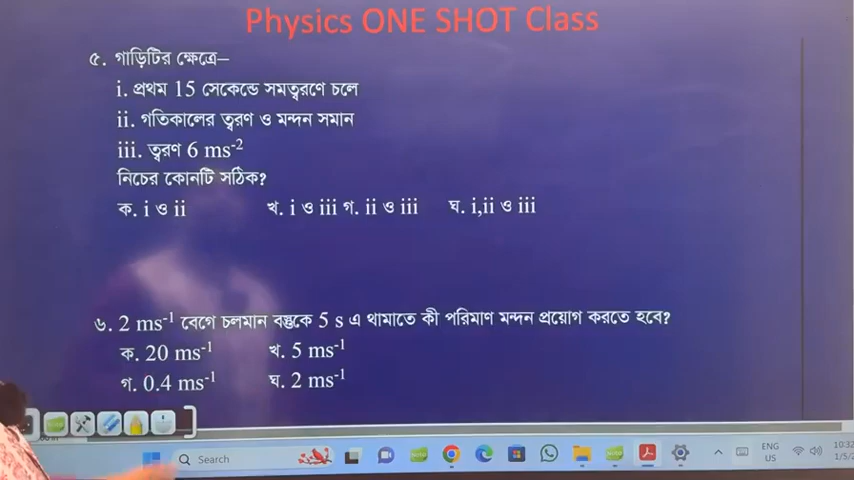 Physics ONE SHOT Class
৫. গাড়িটির ক্ষেত্রে–
i. প্রথম 15 সেকেন্ডে সমত্বরণে চলে
ii. গতিকালের ত্বরণ ও মন্দন সমান
iii. ত্বরণ 6 ms⁻²
নিচের কোনটি সঠিক?
ক. i ও ii খ. i ও iii গ. ii ও iii ঘ. i,ii ও iii
৬. 2 ms⁻¹ বেগে চলমান বস্তুকে 5 s এ থামাতে কী পরিমাণ মন্দন প্রয়োগ করতে হবে?
ক. 20 ms⁻¹ খ. 5 ms⁻¹
গ. 0.4 ms⁻¹ ঘ. 2 ms⁻¹
Search
ENG
US
10:32